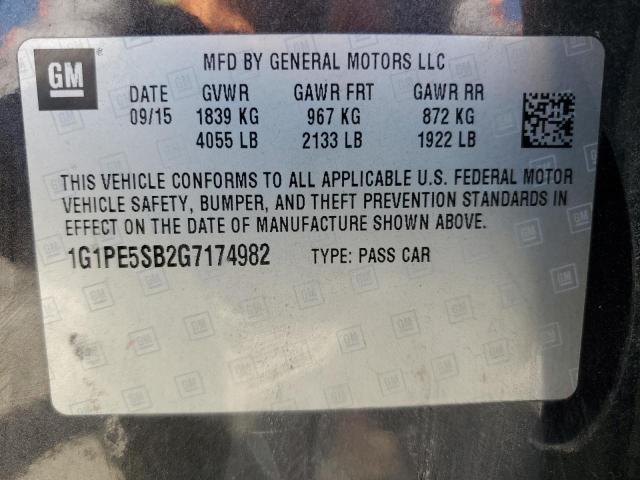 GM
MFD BY GENERAL MOTORS LLC
DATE GVWR GAWR FRT GAWR RR
09/15 1839 KG 967 KG 872 KG
4055 LB 2133 LB 1922 LB
THIS VEHICLE CONFORMS TO ALL APPLICABLE U.S. FEDERAL MOTOR
VEHICLE SAFETY, BUMPER, AND THEFT PREVENTION STANDARDS IN
EFFECT ON THE DATE OF MANUFACTURE SHOWN ABOVE.
1G1PE5SB2G7174982 TYPE: PASS CAR